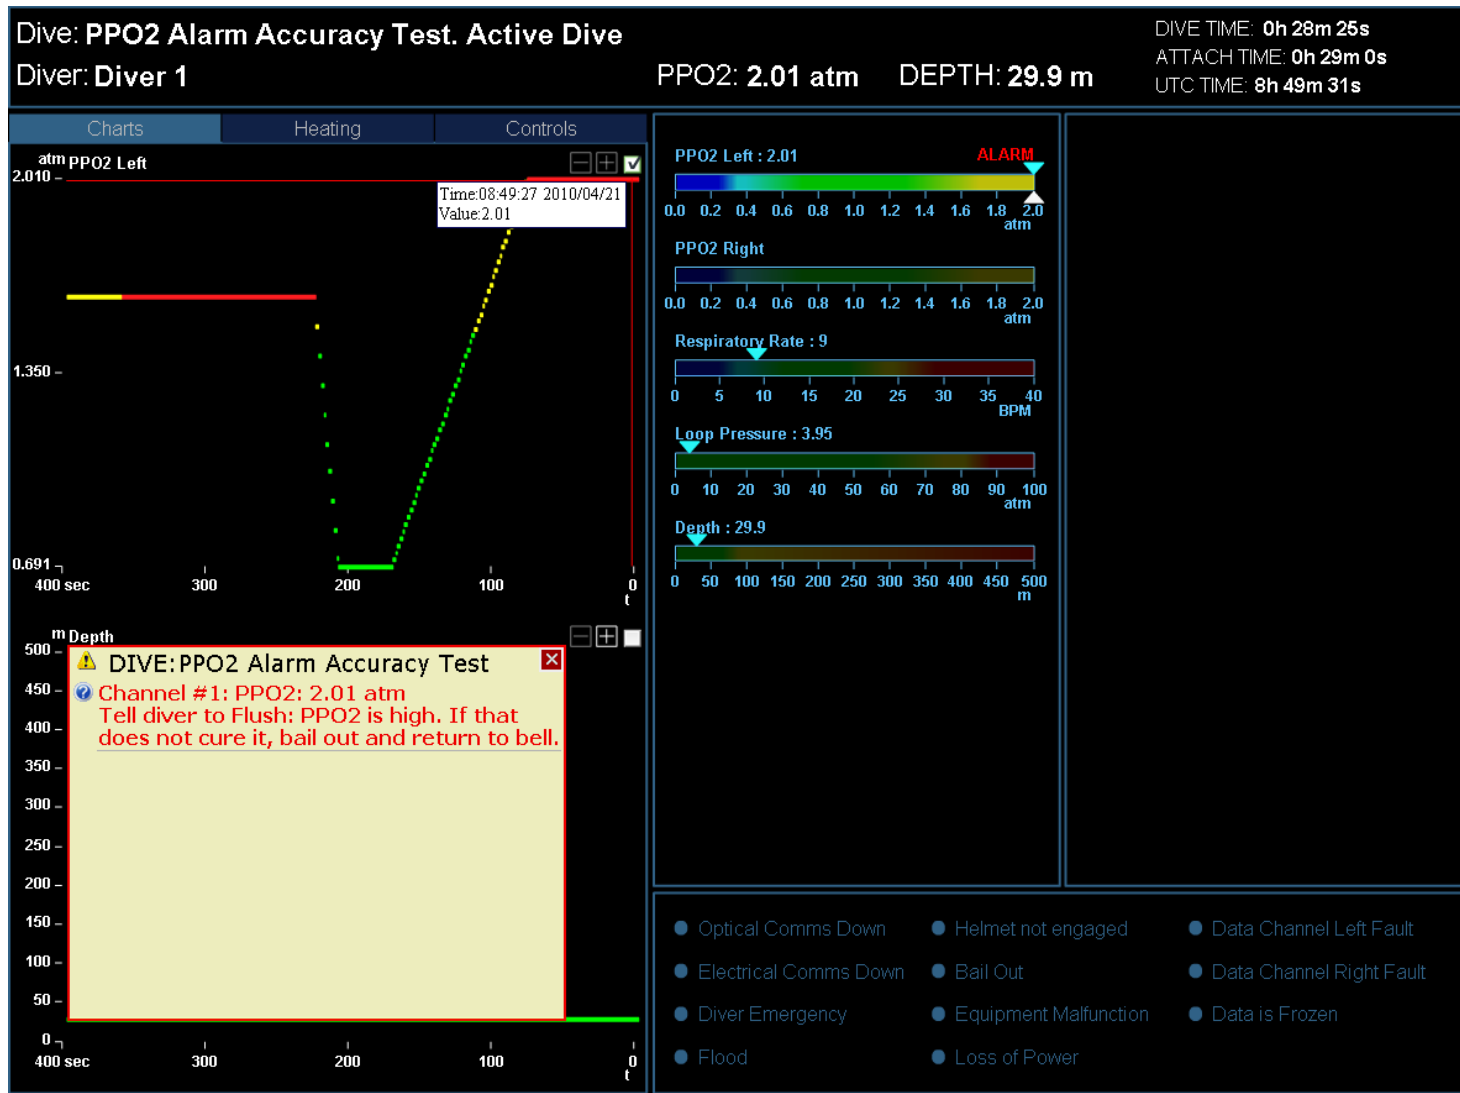 Dive: PPO2 Alarm Accuracy Test. Active Dive
Diver: Diver 1
PPO2: 2.01 atm DEPTH: 29.9 m
DIVE TIME: 0h 28m 25s
ATTACH TIME: 0h 29m 0s
UTC TIME: 8h 49m 31s
Charts Heating Controls
atm PPO2 Left
2.010
Time:08:49:27 2010/04/21
Value:2.01
1.350
0.691
400 sec 300 200 100 0
t
m Depth
500
450
400
350
300
250
200
150
100
50
0
400 sec 300 200 100 0
t
DIVE:PPO2 Alarm Accuracy Test
Channel #1: PPO2: 2.01 atm
Tell diver to Flush: PPO2 is high. If that
does not cure it, bail out and return to bell.
PPO2 Left : 2.01 ALARM
0.0 0.2 0.4 0.6 0.8 1.0 1.2 1.4 1.6 1.8 2.0
atm
PPO2 Right
0.0 0.2 0.4 0.6 0.8 1.0 1.2 1.4 1.6 1.8 2.0
atm
Respiratory Rate : 9
0 5 10 15 20 25 30 35 40
BPM
Loop Pressure : 3.95
0 10 20 30 40 50 60 70 80 90 100
atm
Depth : 29.9
0 50 100 150 200 250 300 350 400 450 500
m
Optical Comms Down Helmet not engaged Data Channel Left Fault
Electrical Comms Down Bail Out Data Channel Right Fault
Diver Emergency Equipment Malfunction Data is Frozen
Flood Loss of Power